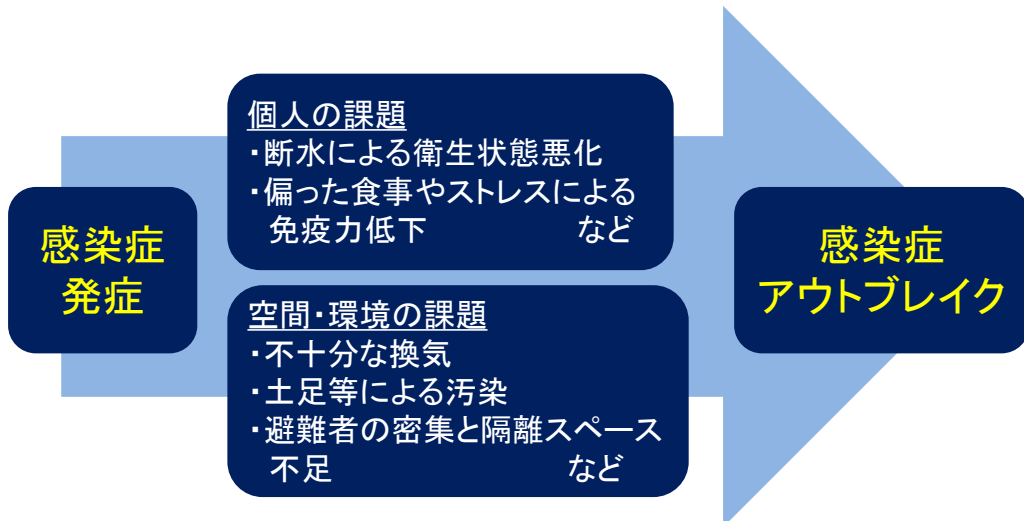 感染症
発症
個人の課題
・断水による衛生状態悪化
・偏った食事やストレスによる
免疫力低下 など
空間・環境の課題
・不十分な換気
・土足等による汚染
・避難者の密集と隔離スペース
不足 など
感染症
アウトブレイク